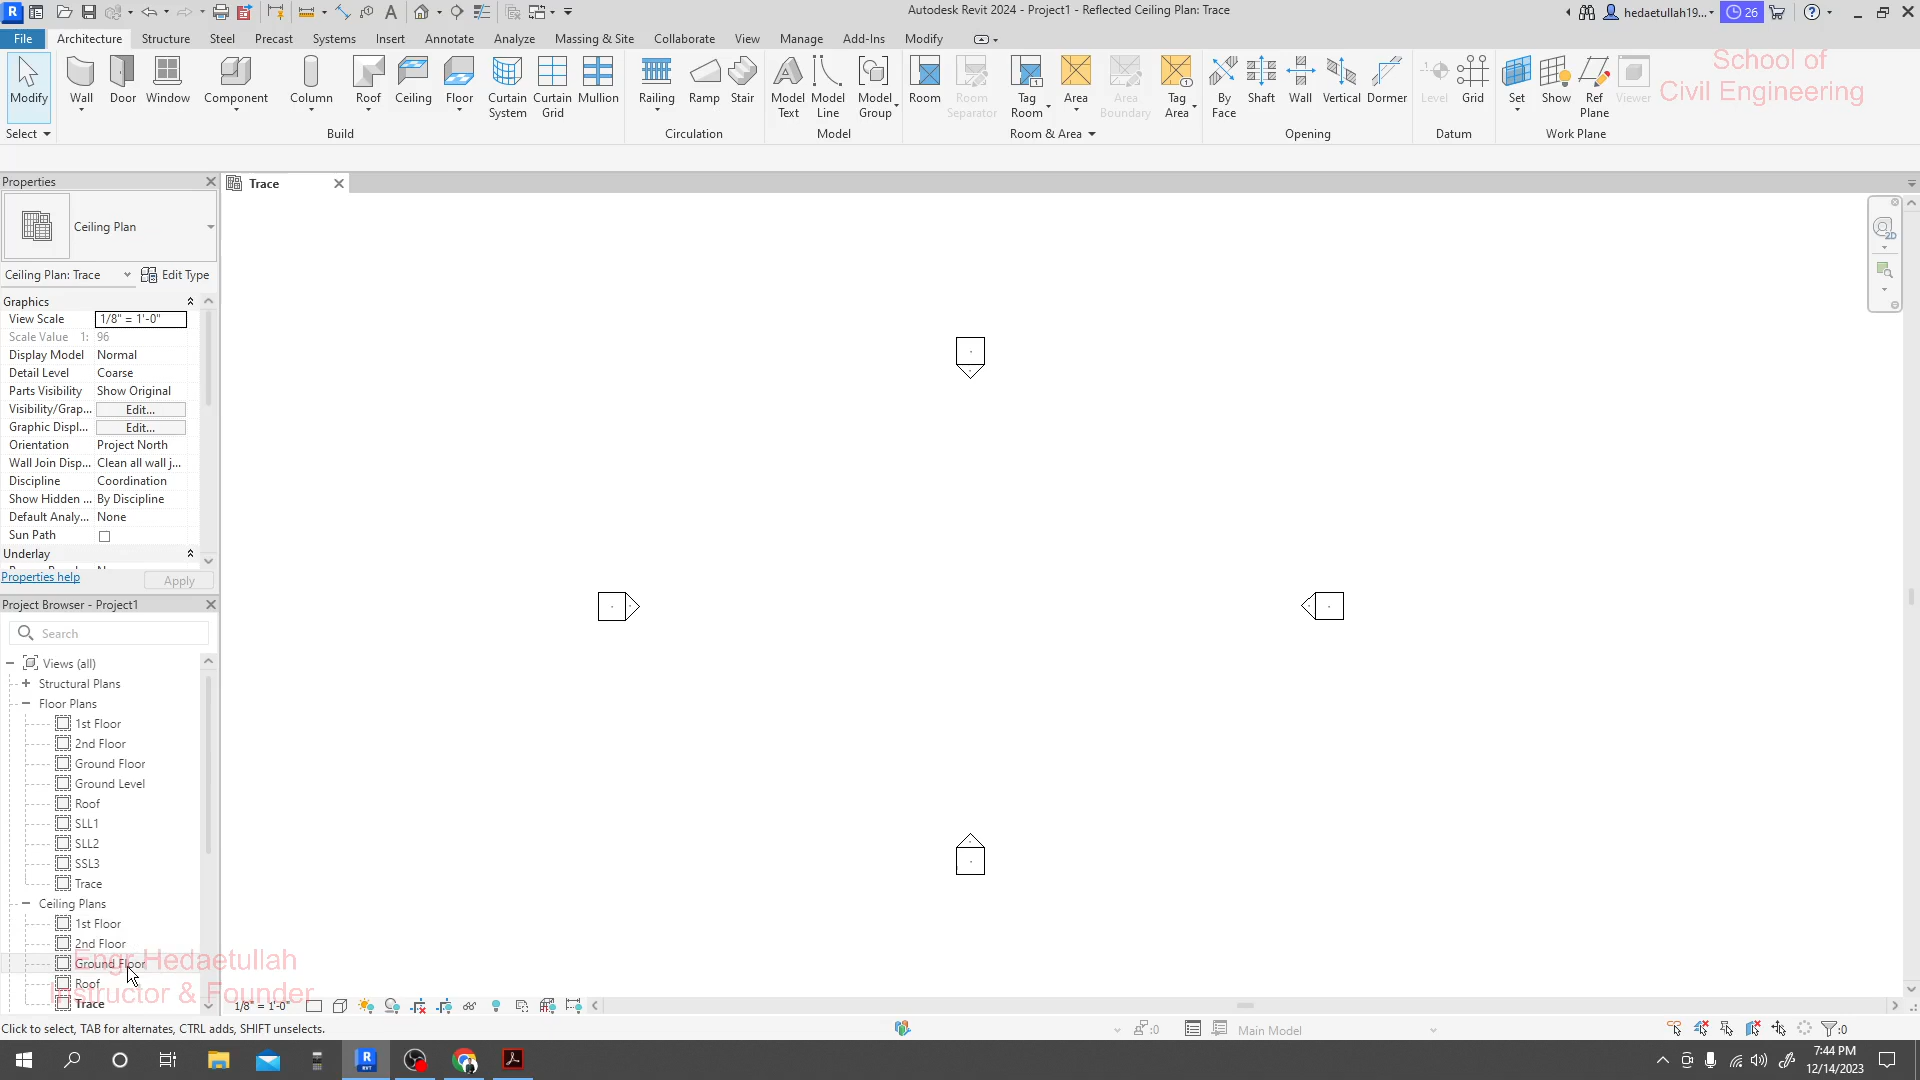 Autodesk Revit 2024 - Project1 - Reflected Ceiling Plan: Trace
hedaetullah19...
26
File Architecture Structure Steel Precast Systems Insert Annotate Analyze Massing & Site Collaborate View Manage Add-Ins Modify
Modify Wall Door Window Component Column Roof Ceiling Floor Curtain System Curtain Grid Mullion Railing Ramp Stair Model Text Model Line Model Group Room Room Separator Tag Room Area Area Boundary Tag Area By Face Shaft Wall Vertical Dormer Level Grid Set Show Ref Plane Viewer
School of
Civil Engineering
Select Build Circulation Model Room & Area Opening Datum Work Plane
Properties
Trace
Ceiling Plan
Ceiling Plan: Trace Edit Type
Graphics
View Scale 1/8" = 1'-0"
Scale Value 1: 96
Display Model Normal
Detail Level Coarse
Parts Visibility Show Original
Visibility/Grap... Edit...
Graphic Displ... Edit...
Orientation Project North
Wall Join Disp... Clean all wall j...
Discipline Coordination
Show Hidden ... By Discipline
Default Analy... None
Sun Path
Underlay
Properties help Apply
Project Browser - Project1
Search
Views (all)
Structural Plans
Floor Plans
1st Floor
2nd Floor
Ground Floor
Ground Level
Roof
SLL1
SLL2
SSL3
Trace
Ceiling Plans
1st Floor
2nd Floor
Engr Hedaetullah
Ground Floor
Roof
Instructor & Founder
Trace
1/8" = 1'-0"
Click to select, TAB for alternates, CTRL adds, SHIFT unselects.
:0
Main Model
:0
7:44 PM
12/14/2023